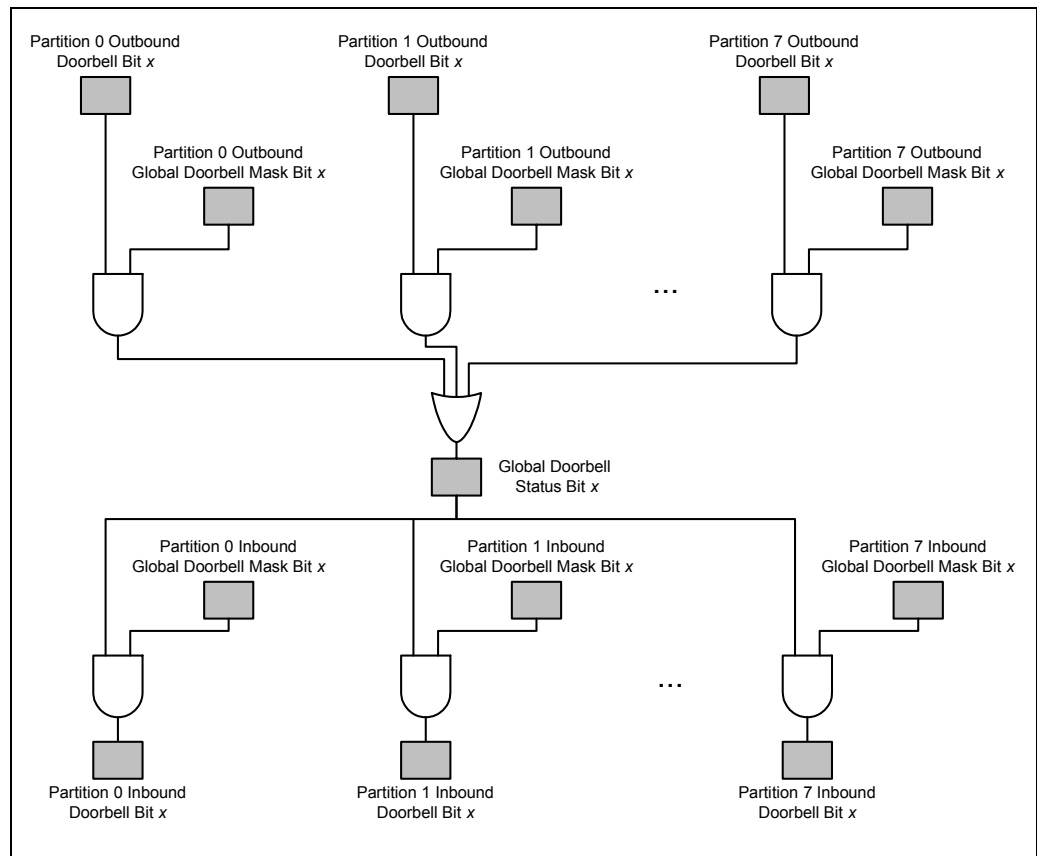 Partition 0 Outbound
Doorbell Bit x
Partition 1 Outbound
Doorbell Bit x
Partition 7 Outbound
Doorbell Bit x
Partition 0 Outbound
Global Doorbell Mask Bit x
Partition 1 Outbound
Global Doorbell Mask Bit x
Partition 7 Outbound
Global Doorbell Mask Bit x
...
Global Doorbell
Status Bit x
Partition 0 Inbound
Global Doorbell Mask Bit x
Partition 1 Inbound
Global Doorbell Mask Bit x
Partition 7 Inbound
Global Doorbell Mask Bit x
...
Partition 0 Inbound
Doorbell Bit x
Partition 1 Inbound
Doorbell Bit x
Partition 7 Inbound
Doorbell Bit x